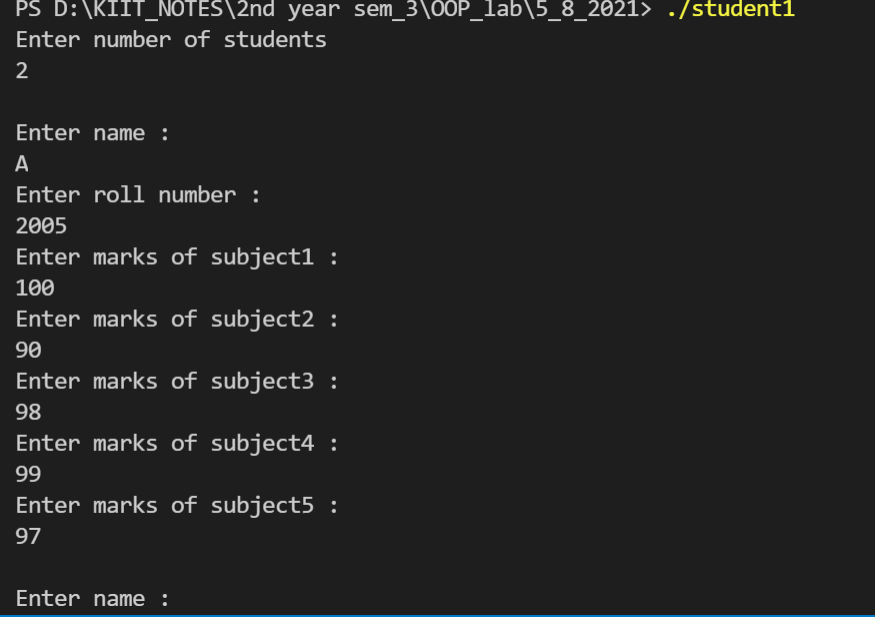 PS D:\KIIT_NOTES\2nd year sem_3\OOP_lab\5_8_2021> ./student1
Enter number of students
2
Enter name :
A
Enter roll number :
2005
Enter marks of subject1 :
100
Enter marks of subject2 :
90
Enter marks of subject3 :
98
Enter marks of subject4 :
99
Enter marks of subject5 :
97
Enter name :